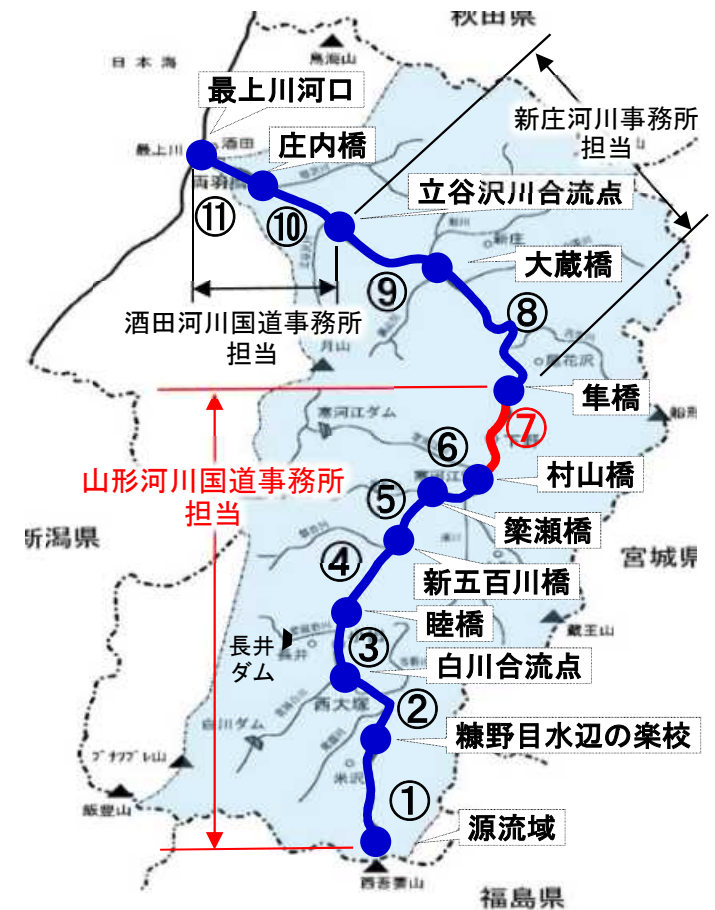 秋田県
日本海
鳥海山
最上川河口
新庄河川事務所
担当
酒田
最上川
庄内橋
両羽橋
立谷沢川合流点
⑪
⑩
新庄
大蔵橋
⑨
⑧
酒田河川国道事務所
担当
月山
尾花沢
隼橋
寒河江ダム
⑦
船形
⑥
山形河川国道事務所
担当
寒河江
村山橋
⑤
簗瀬橋
新潟県
④
宮城県
新五百川橋
睦橋
蔵王山
長井
ダム
長井
③
白川合流点
西大塚
②
白川ダム
糠野目水辺の楽校
米沢
飯豊山
①
源流域
西吾妻山
福島県